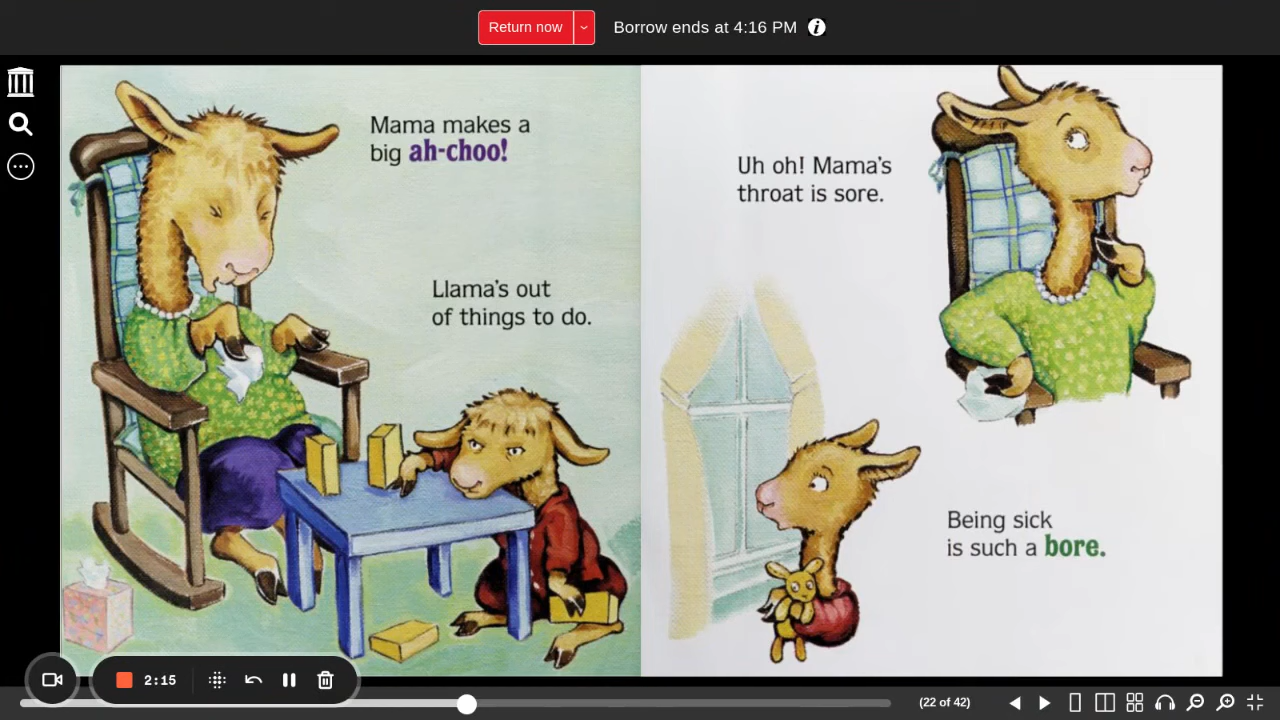 Return now
Borrow ends at 4:16 PM
Mama makes a
big ah-choo!
Llama's out
of things to do.
Uh oh! Mama's
throat is sore.
Being sick
is such a bore.
2:15
(22 of 42)